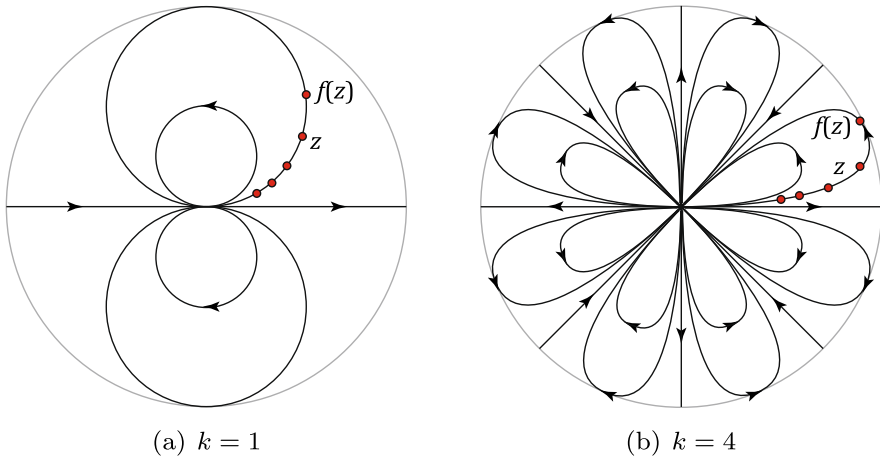 f(z)
z
f(z)
z
(a) k = 1
(b) k = 4